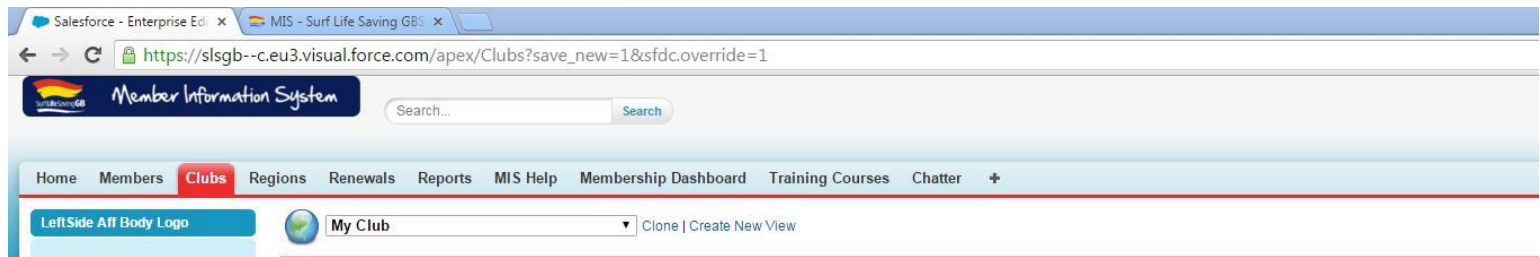 Salesforce - Enterprise Edi
MIS - Surf Life Saving GBS
https://slsgb--c.eu3.visual.force.com/apex/Clubs?save_new=1&sfdc.override=1
SurfLifeSavingGB
Member Information System
Search...
Search
Home Members Clubs Regions Renewals Reports MIS Help Membership Dashboard Training Courses Chatter +
LeftSide Aff Body Logo
My Club
Clone | Create New View